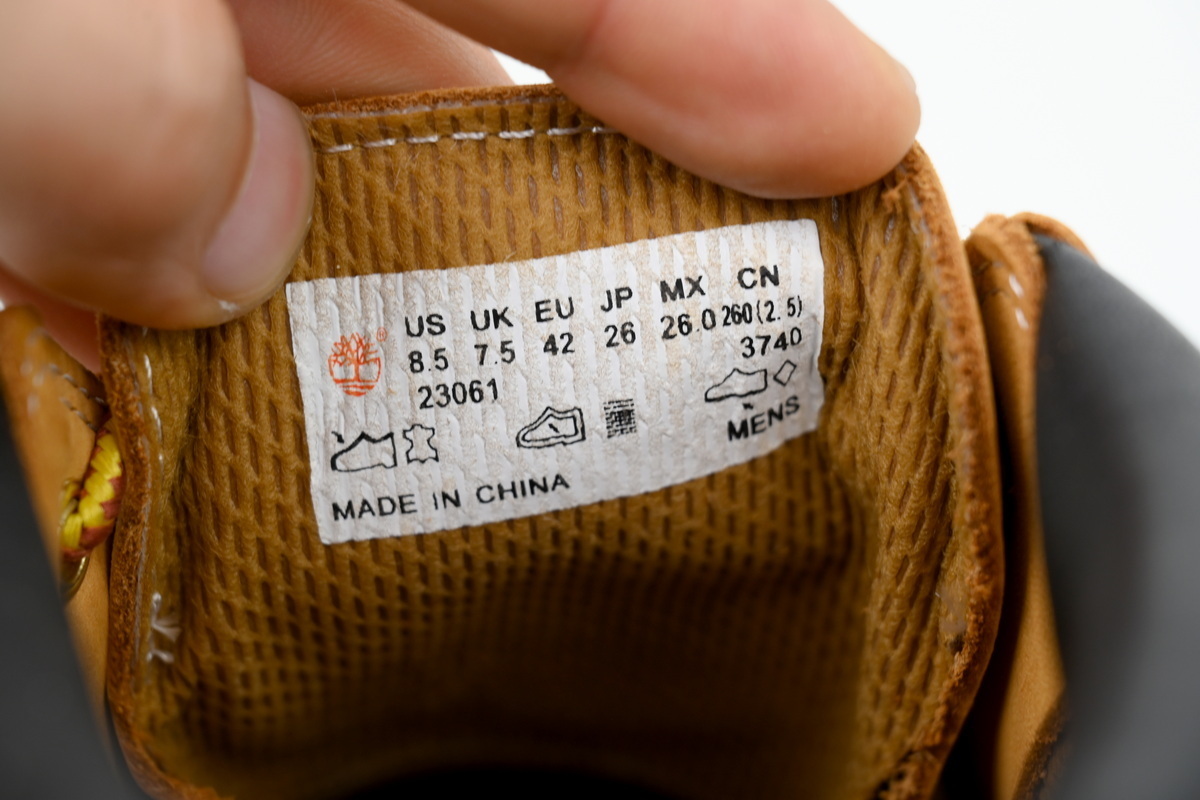 US UK EU JP MX CN
8.5 7.5 42 26 26.0 260(2.5)
23061 3740
MENS
MADE IN CHINA